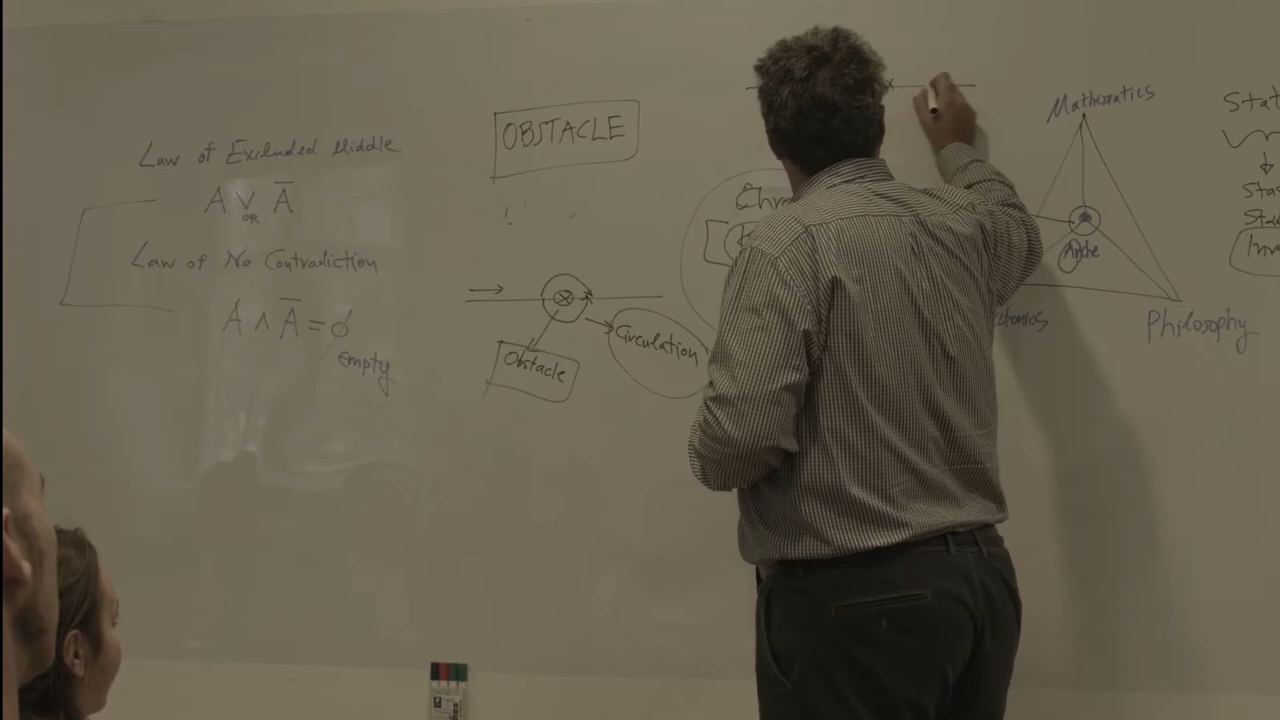 Law of Excluded Middle
A ∨ Ā
OR
Law of No Contradiction
A ∧ Ā = ∅
Empty
OBSTACLE
!
Obstacle
Circulation
x
Mathematics
Arche
Philosophy